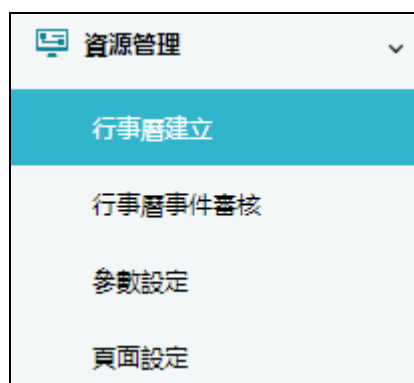 資源管理
行事曆建立
行事曆事件審核
參數設定
頁面設定